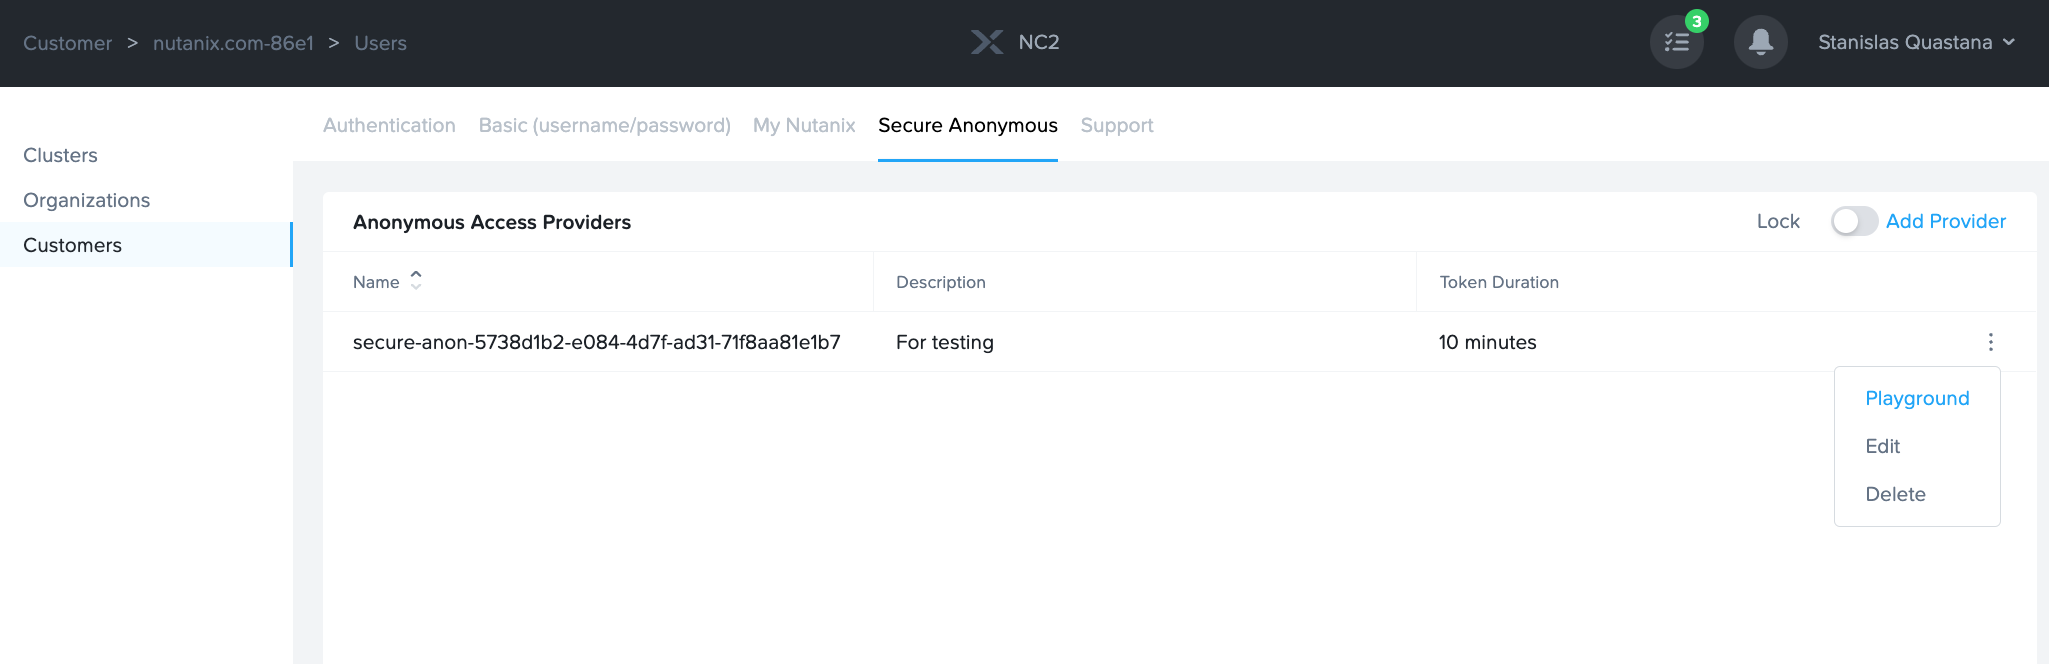 Customer > nutanix.com-86e1 > Users
NC2
3
Stanislas Quastana
Clusters
Organizations
Customers
Authentication Basic (username/password) My Nutanix Secure Anonymous Support
Anonymous Access Providers
Lock Add Provider
Name Description Token Duration
secure-anon-5738d1b2-e084-4d7f-ad31-71f8aa81e1b7 For testing 10 minutes
Playground
Edit
Delete